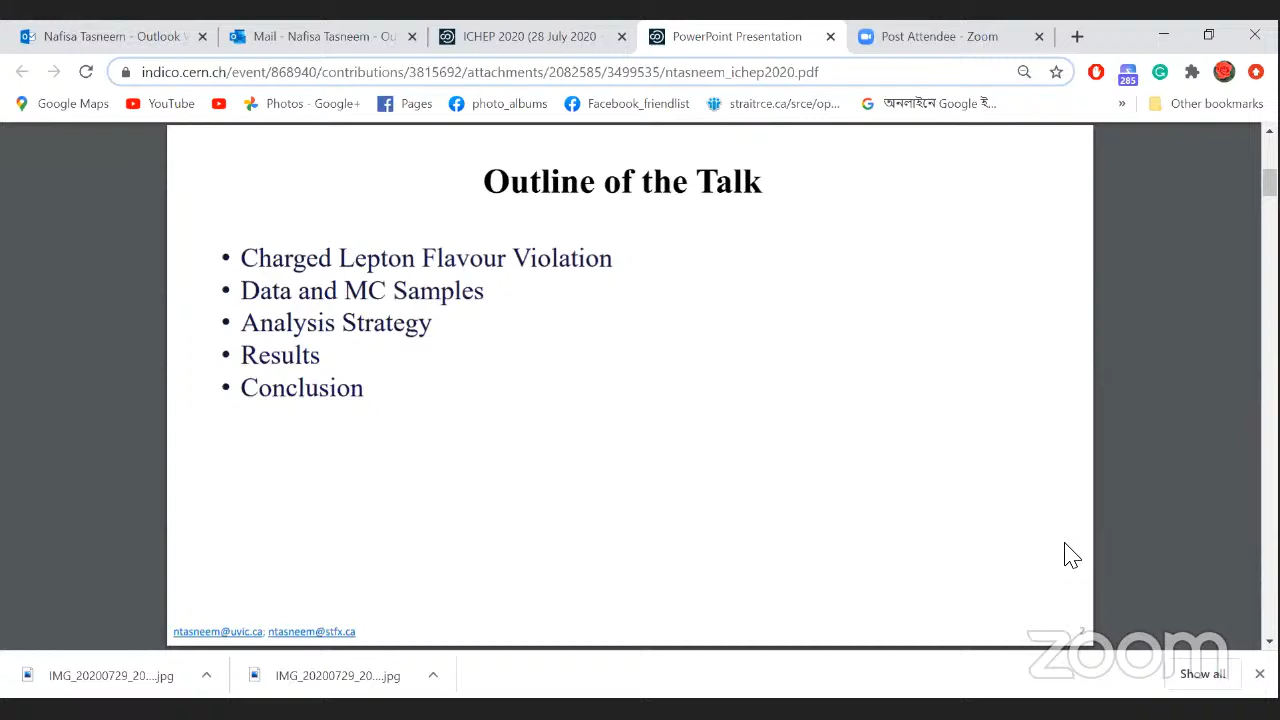 Nafisa Tasneem - Outlook
Mail - Nafisa Tasneem - Ou
ICHEP 2020 (28 July 2020
PowerPoint Presentation
Post Attendee - Zoom
indico.cern.ch/event/868940/contributions/3815692/attachments/2082585/3499535/ntasneem_ichep2020.pdf
285
Google Maps
YouTube
Photos - Google+
Pages
photo_albums
Facebook_friendlist
straitrce.ca/srce/op...
অনলাইনে Google ই...
»
Other bookmarks
Outline of the Talk
• Charged Lepton Flavour Violation
• Data and MC Samples
• Analysis Strategy
• Results
• Conclusion
ntasneem@uvic.ca; ntasneem@stfx.ca
2
zoom
IMG_20200729_20....jpg
IMG_20200729_20....jpg
Show all